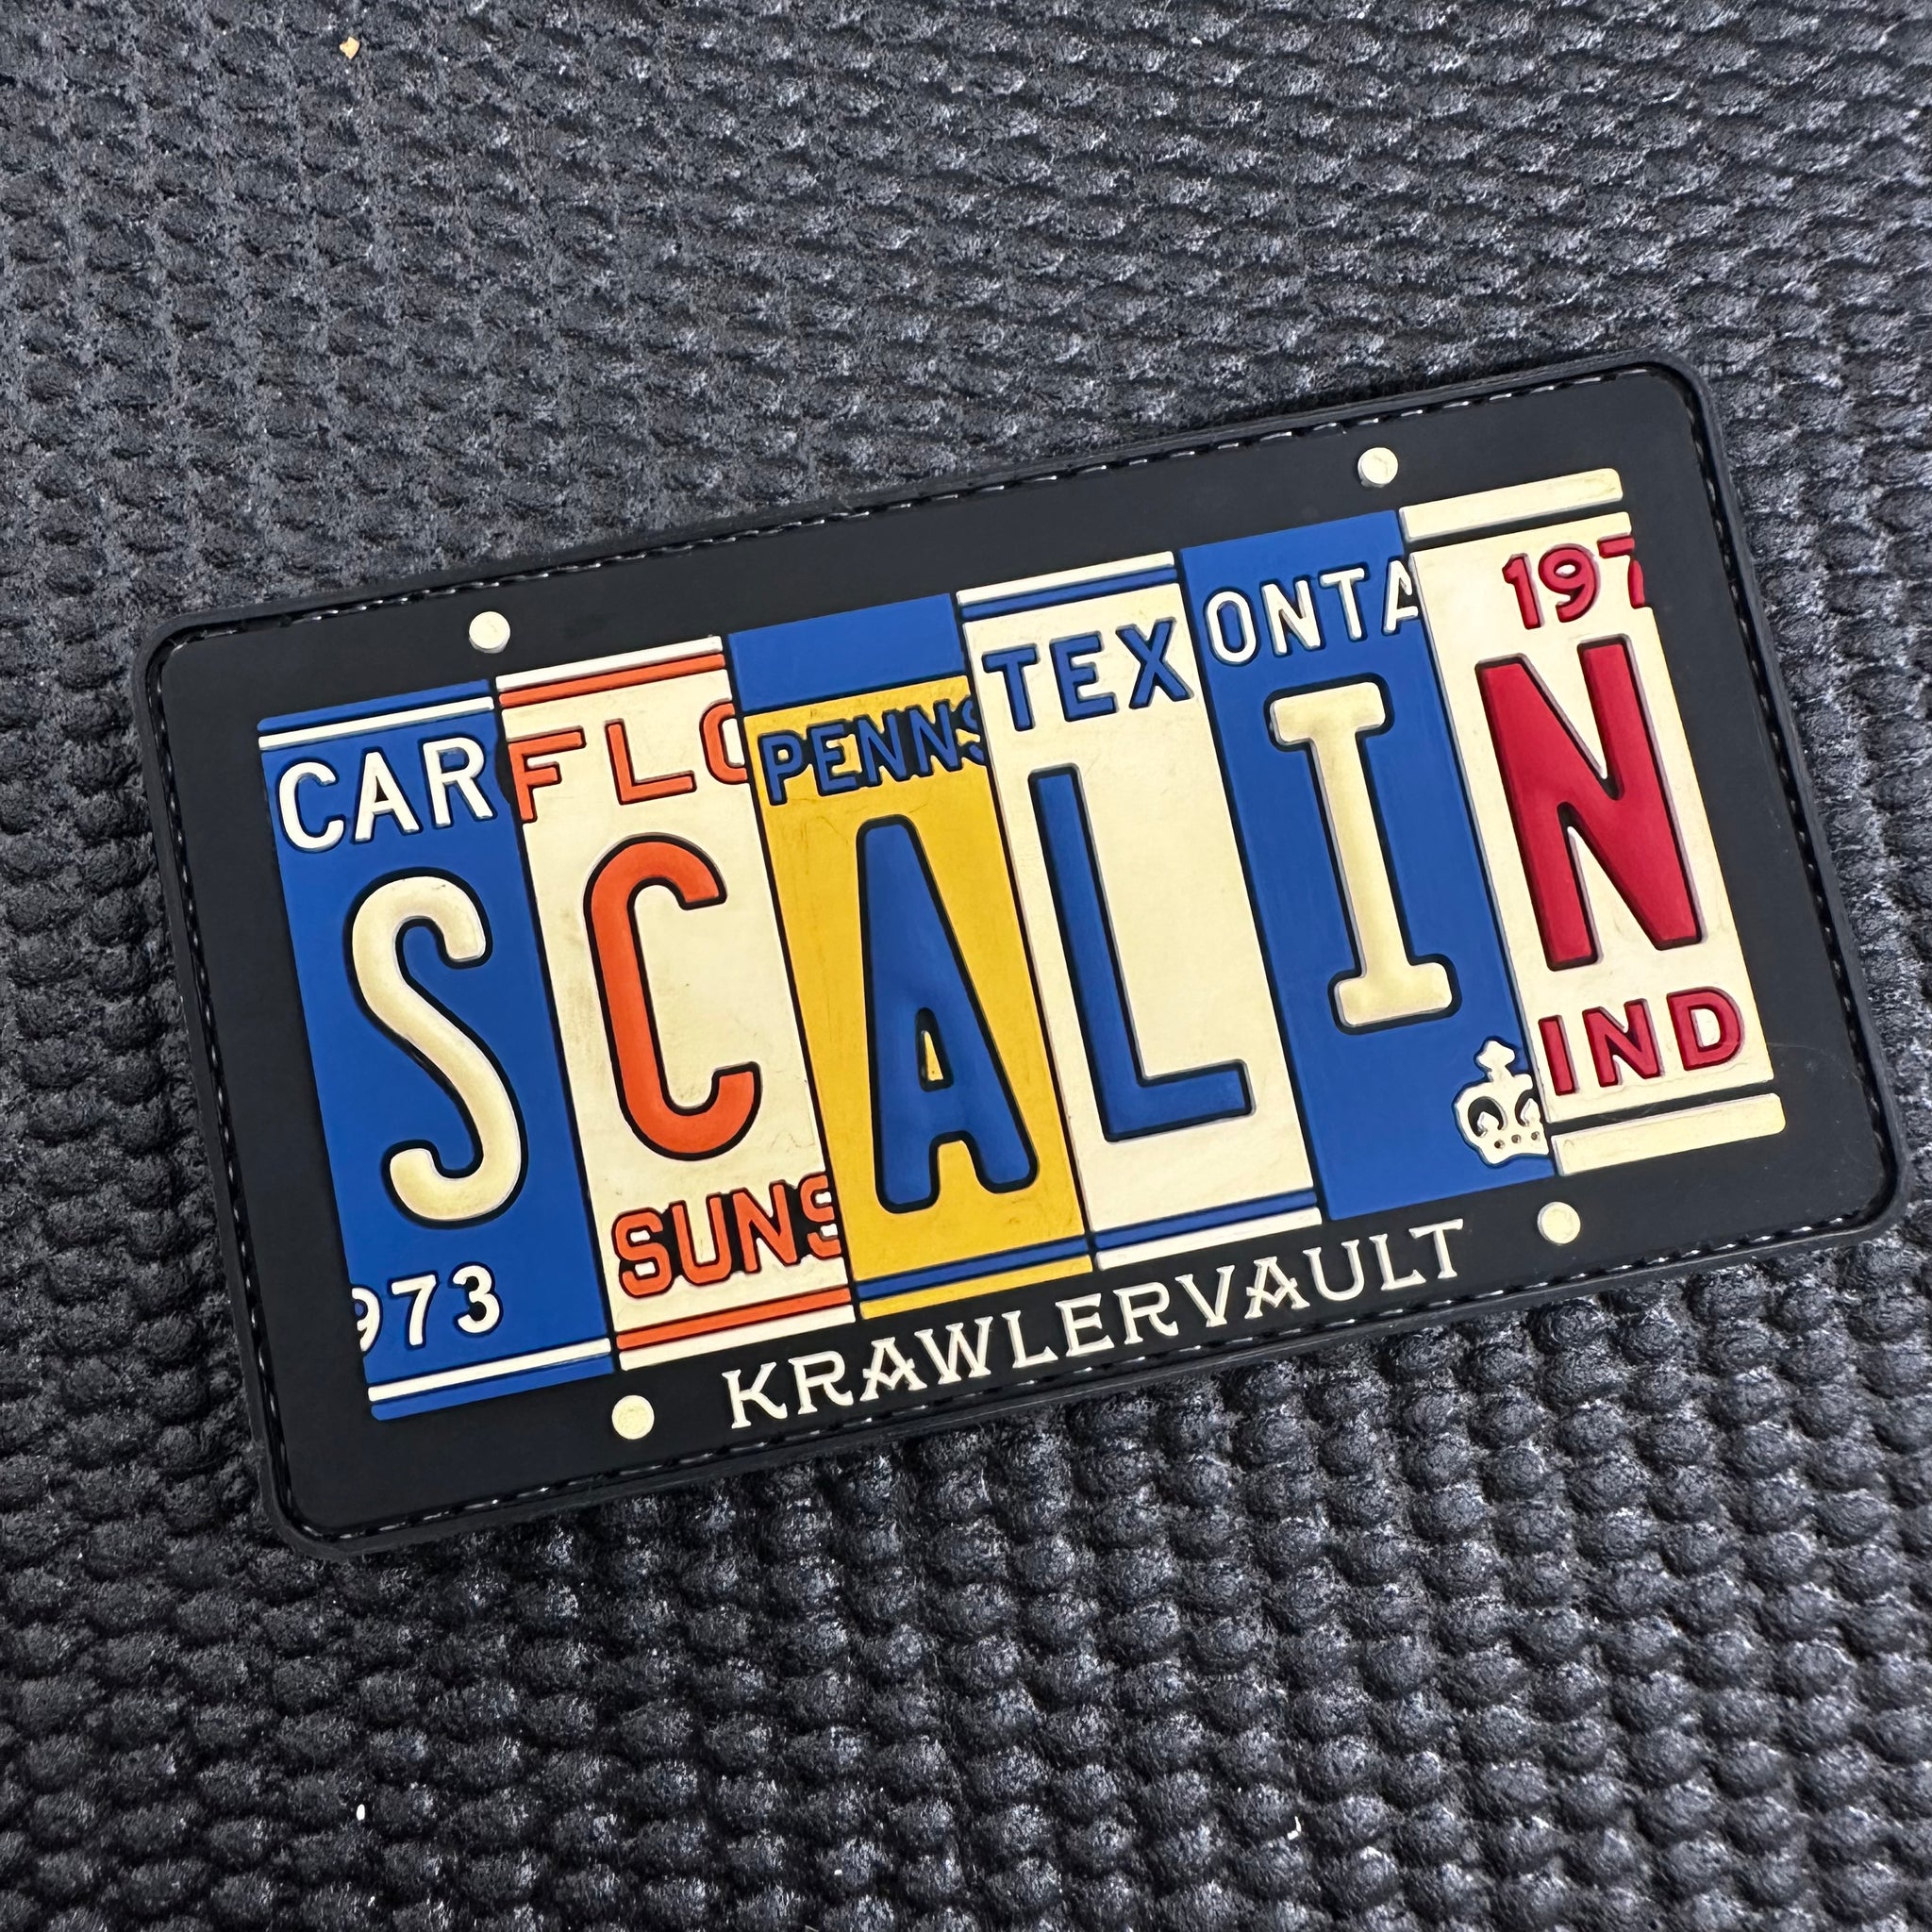 CAR FLO PENNS TEX ONTA 197
SCALIN
973 SUNS IND
KRAWLERVAULT